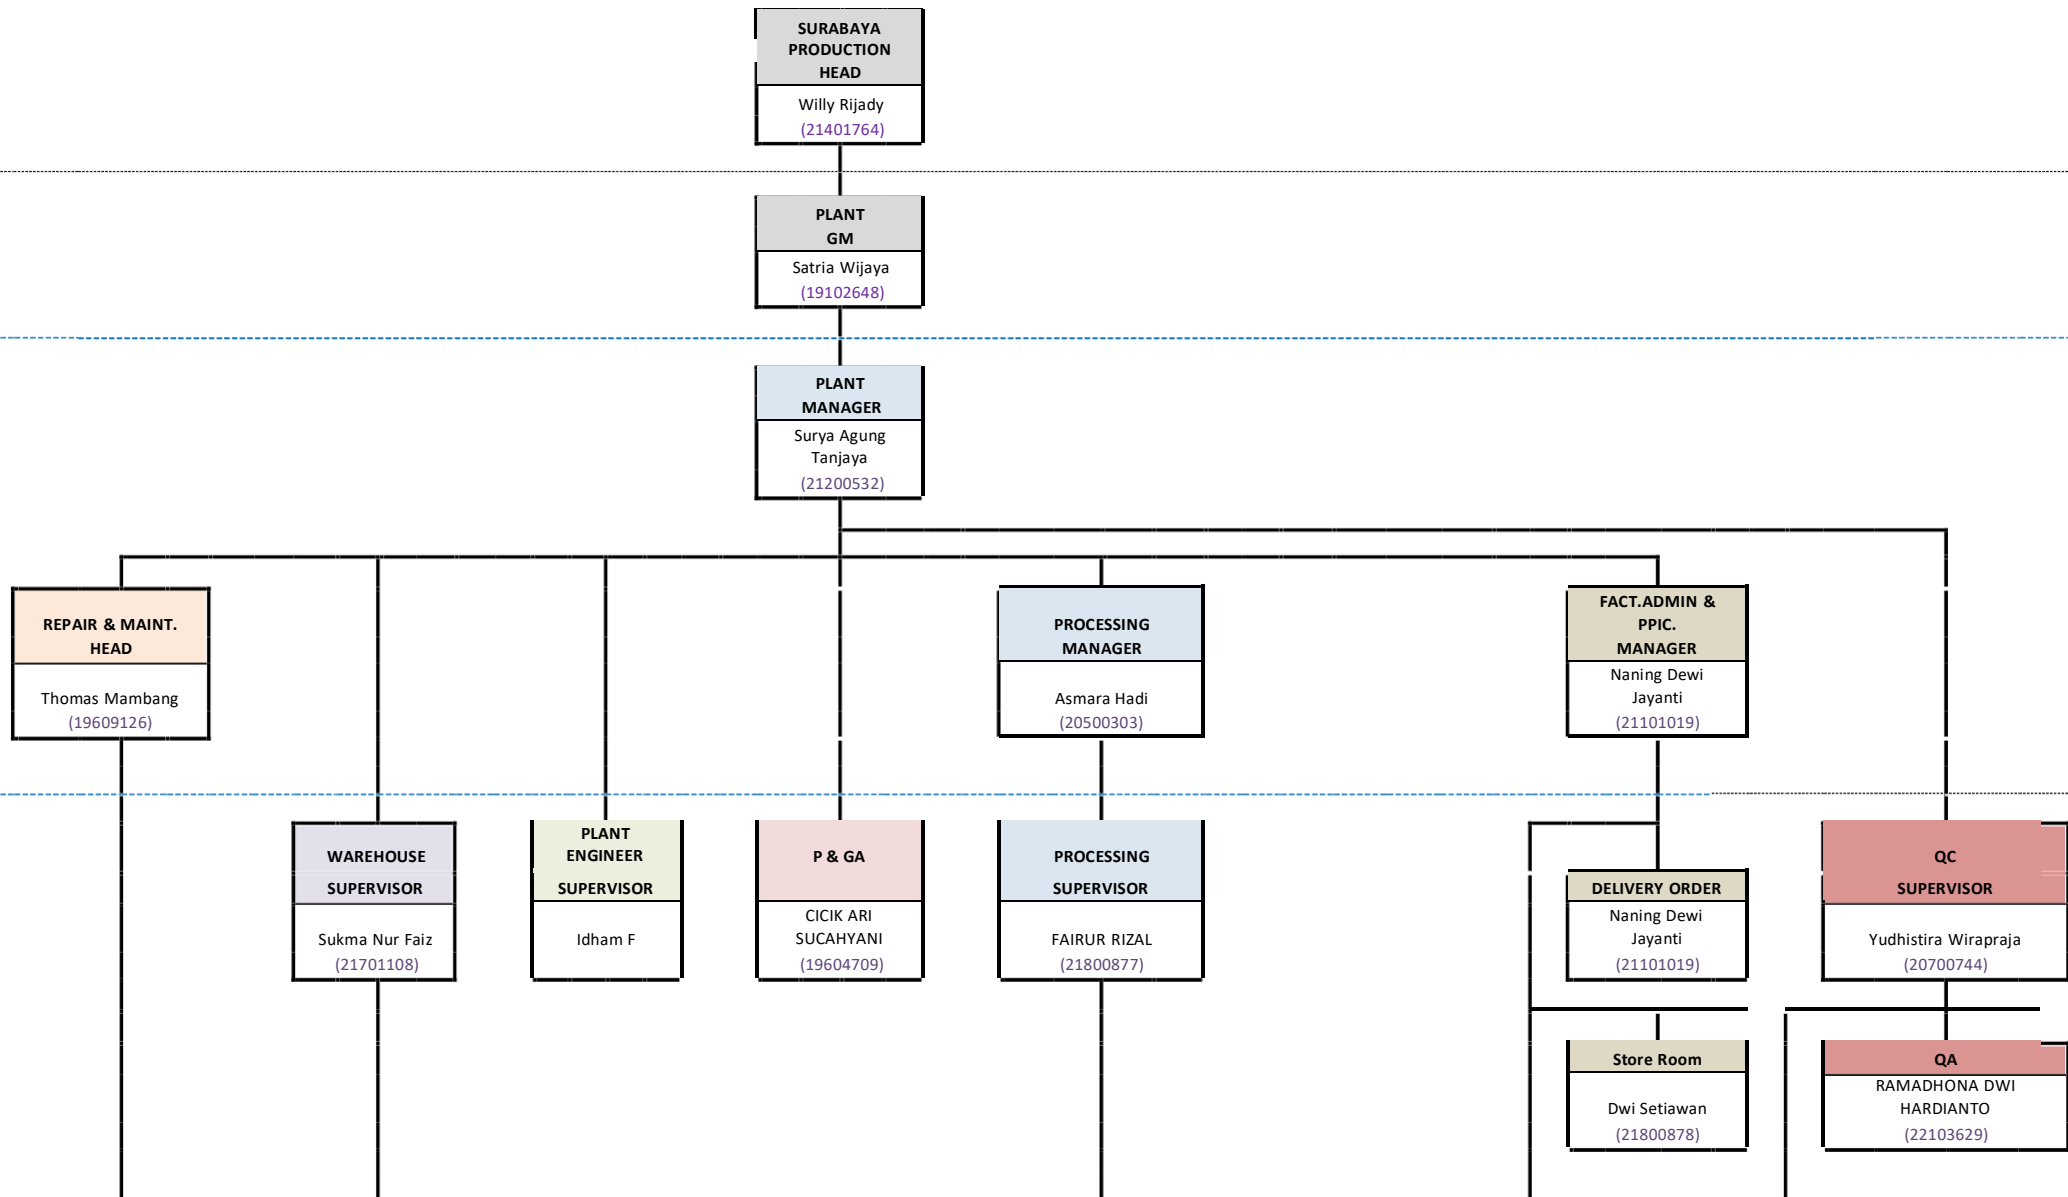 SURABAYA
PRODUCTION
HEAD
Willy Rijady
(21401764)
PLANT
GM
Satria Wijaya
(19102648)
PLANT
MANAGER
Surya Agung
Tanjaya
(21200532)
REPAIR & MAINT.
HEAD
Thomas Mambang
(19609126)
PROCESSING
MANAGER
Asmara Hadi
(20500303)
FACT.ADMIN &
PPIC.
MANAGER
Naning Dewi
Jayanti
(21101019)
WAREHOUSE
SUPERVISOR
Sukma Nur Faiz
(21701108)
PLANT
ENGINEER
SUPERVISOR
Idham F
P & GA
CICIK ARI
SUCAHYANI
(19604709)
PROCESSING
SUPERVISOR
FAIRUR RIZAL
(21800877)
DELIVERY ORDER
Naning Dewi
Jayanti
(21101019)
QC
SUPERVISOR
Yudhistira Wirapraja
(20700744)
Store Room
Dwi Setiawan
(21800878)
QA
RAMADHONA DWI
HARDIANTO
(22103629)